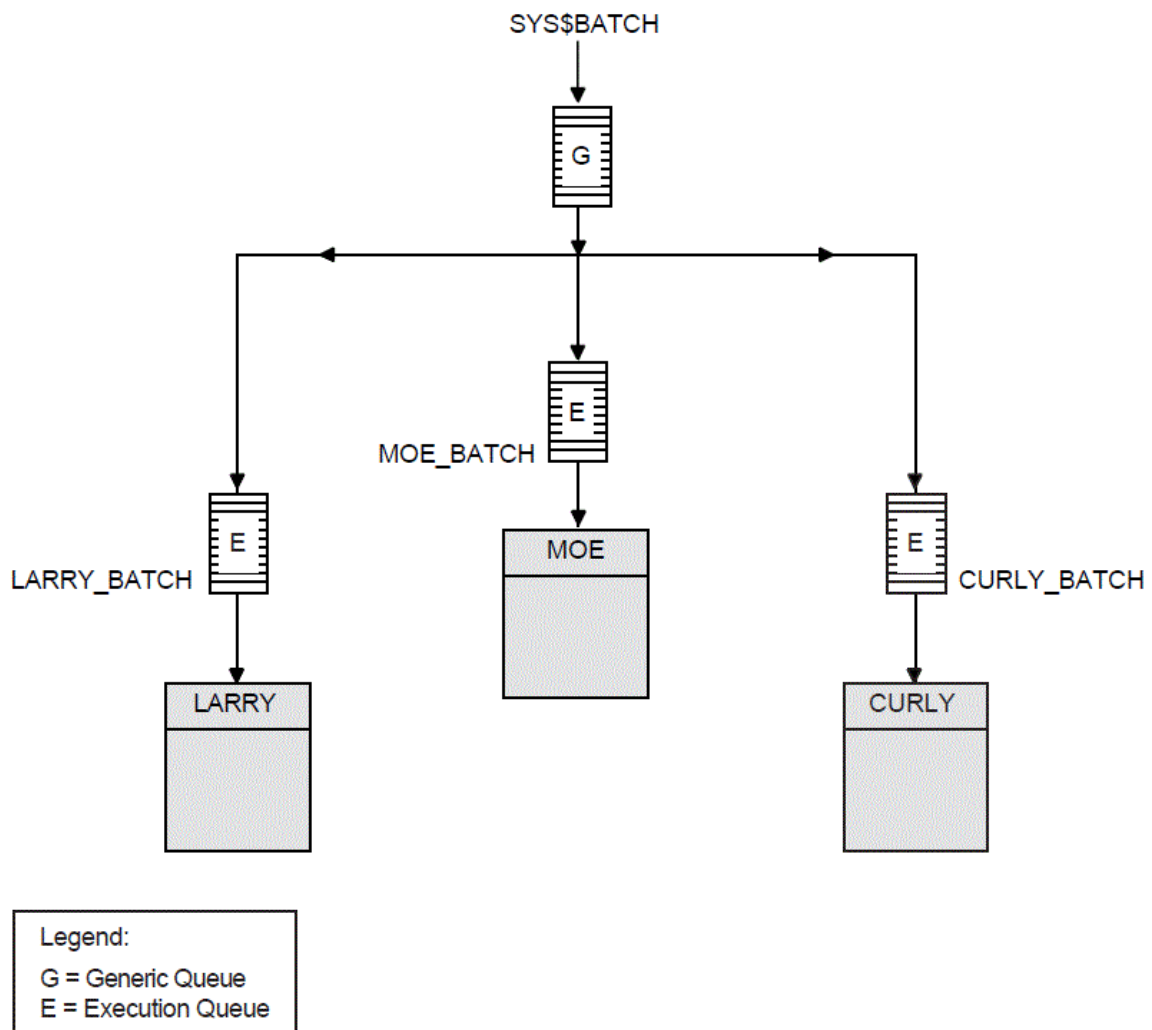 SYS$BATCH
G
E
MOE_BATCH
MOE
E
LARRY_BATCH
E
CURLY_BATCH
LARRY
CURLY
Legend:
G = Generic Queue
E = Execution Queue